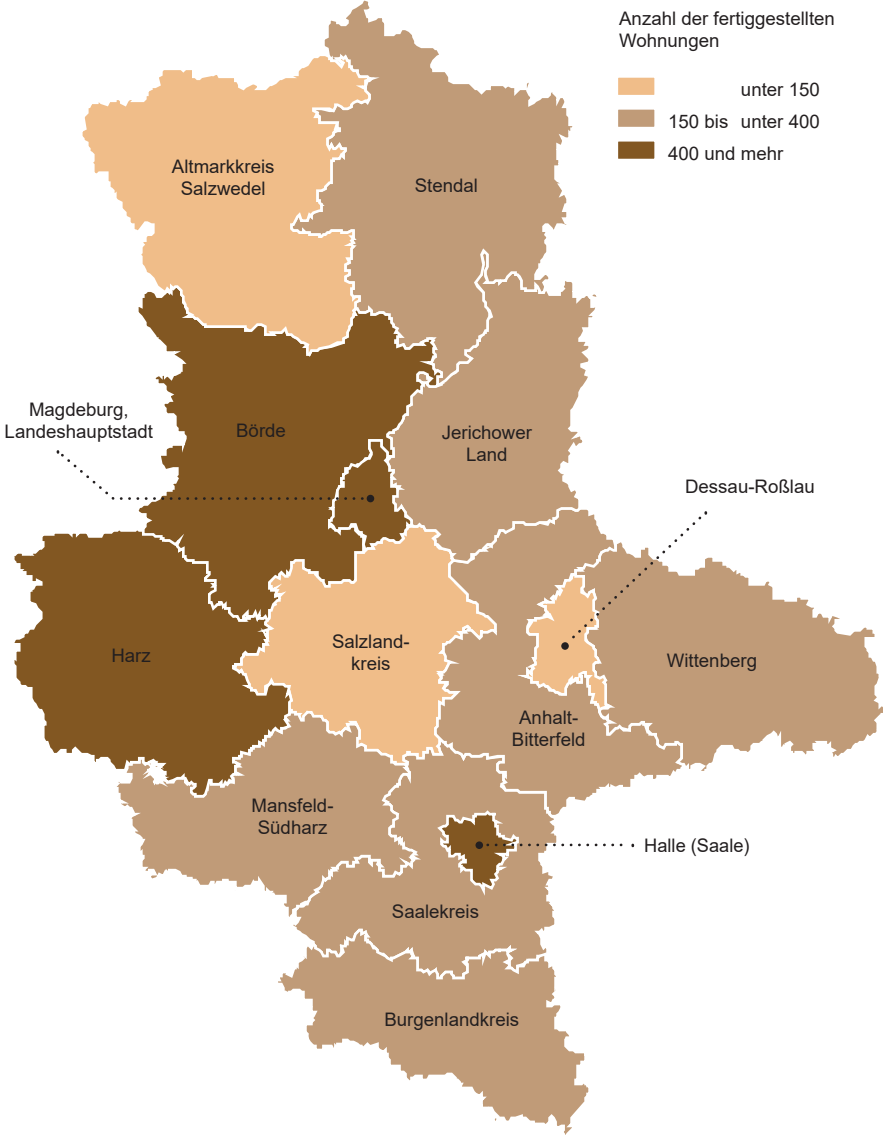 Anzahl der fertiggestellten
Wohnungen
unter 150
150 bis unter 400
400 und mehr
Altmarkkreis
Salzwedel
Stendal
Magdeburg,
Landeshauptstadt
Börde
Jerichower
Land
Dessau-Roßlau
Harz
Salzland-
kreis
Wittenberg
Anhalt-
Bitterfeld
Mansfeld-
Südharz
Halle (Saale)
Saalekreis
Burgenlandkreis